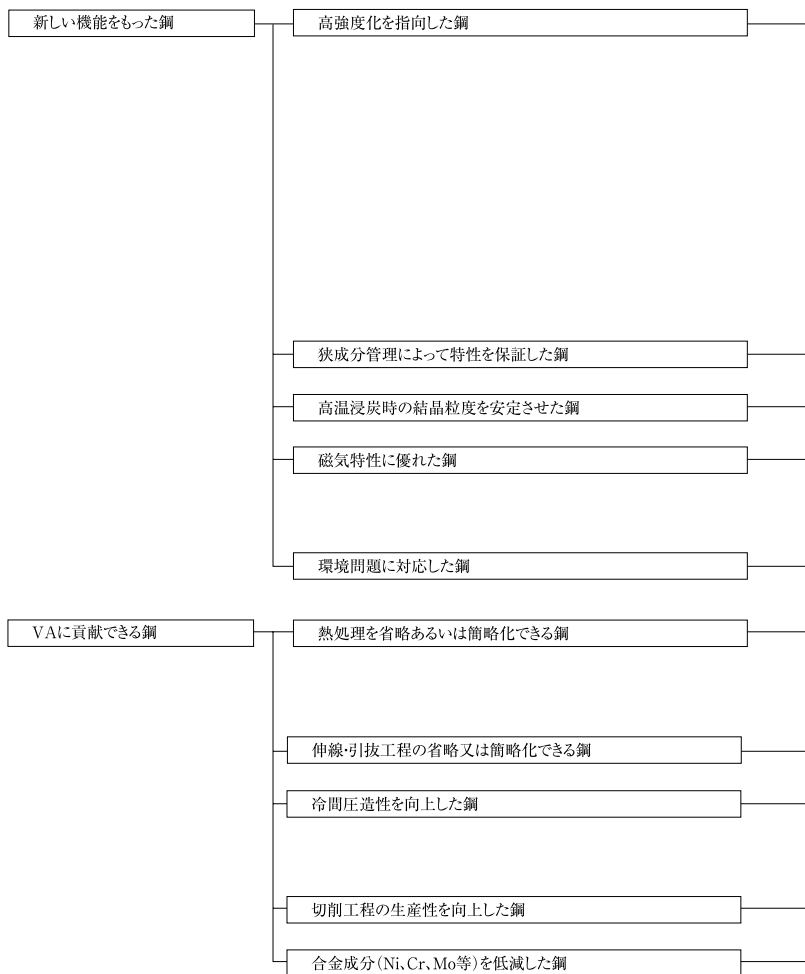 新しい機能をもった鋼
高強度化を指向した鋼
狭成分管理によって特性を保証した鋼
高温浸炭時の結晶粒度を安定させた鋼
磁気特性に優れた鋼
環境問題に対応した鋼
VAに貢献できる鋼
熱処理を省略あるいは簡略化できる鋼
伸線・引抜工程の省略又は簡略化できる鋼
冷間圧造性を向上した鋼
切削工程の生産性を向上した鋼
合金成分(Ni、Cr、Mo等)を低減した鋼